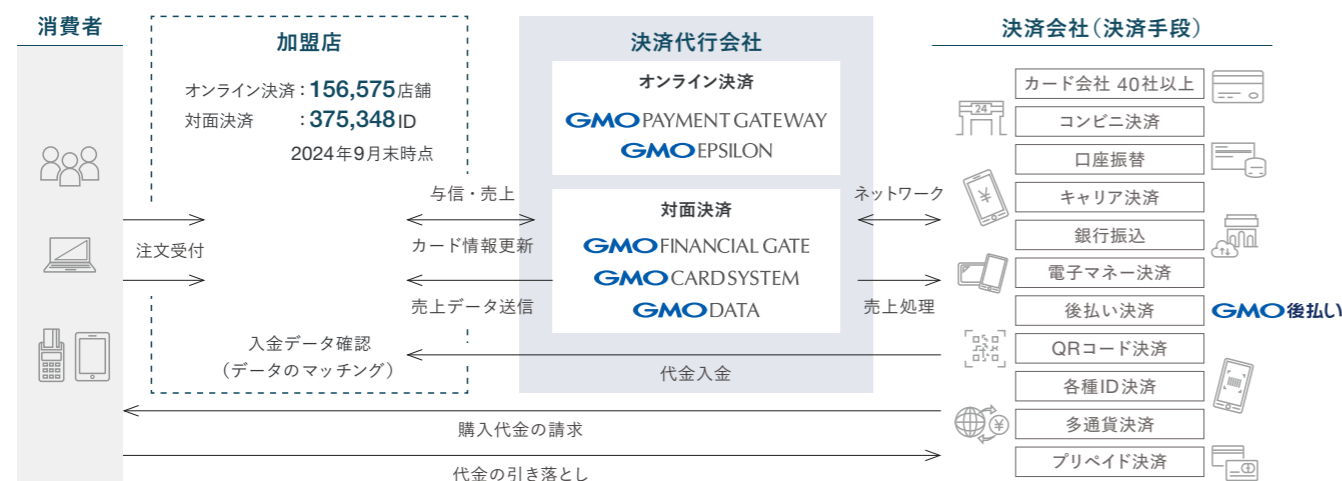 消費者
加盟店
オンライン決済：156,575店舗
対面決済　　：375,348ID
2024年9月末時点
注文受付
入金データ確認
（データのマッチング）
与信・売上
カード情報更新
売上データ送信
決済代行会社
オンライン決済
GMO PAYMENT GATEWAY
GMO EPSILON
対面決済
GMO FINANCIAL GATE
GMO CARD SYSTEM
GMO DATA
ネットワーク
売上処理
代金入金
購入代金の請求
代金の引き落とし
決済会社（決済手段）
カード会社 40社以上
24
コンビニ決済
口座振替
¥
キャリア決済
銀行振込
電子マネー決済
後払い決済
GMO後払い
QRコード決済
各種ID決済
¥
多通貨決済
プリペイド決済